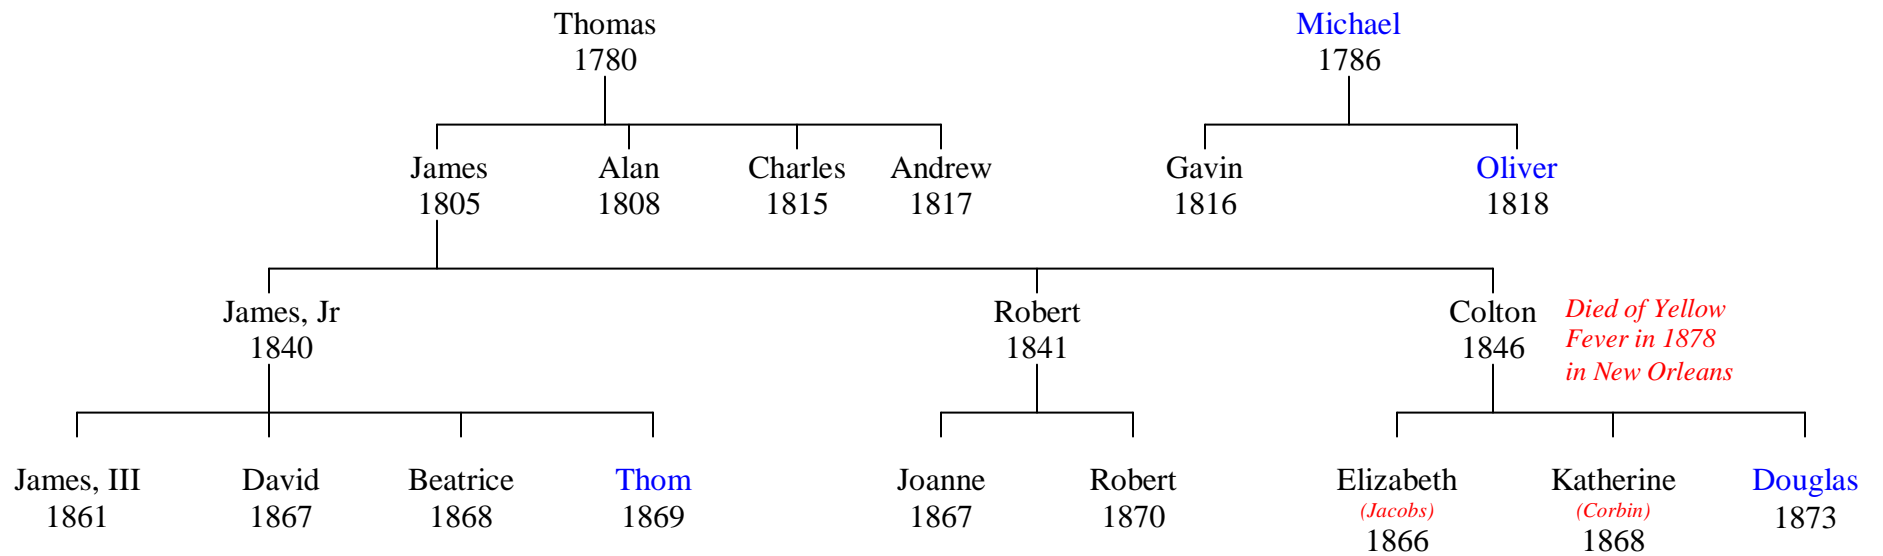 Thomas
1780
Michael
1786
James
1805
Alan
1808
Charles
1815
Andrew
1817
Gavin
1816
Oliver
1818
James, Jr
1840
Robert
1841
Colton
1846
Died of Yellow
Fever in 1878
in New Orleans
James, III
1861
David
1867
Beatrice
1868
Thom
1869
Joanne
1867
Robert
1870
Elizabeth
(Jacobs)
1866
Katherine
(Corbin)
1868
Douglas
1873